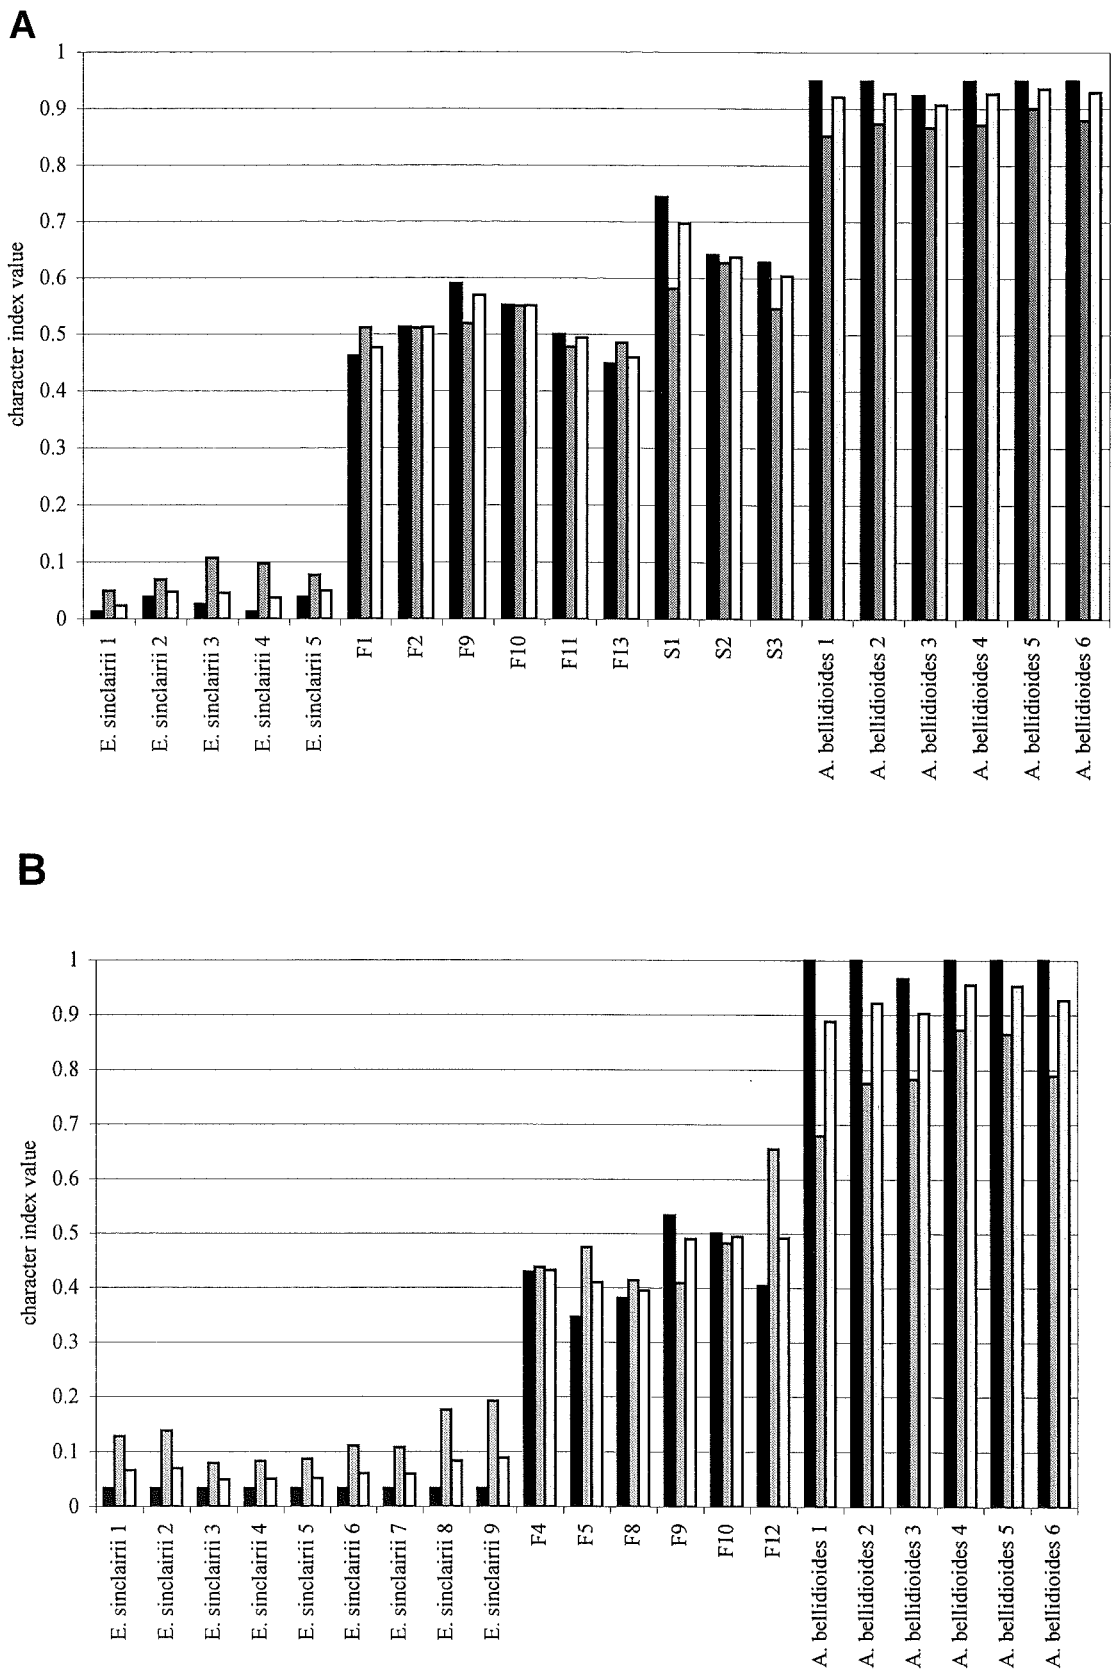 A
1
0.9
0.8
0.7
0.6
0.5
0.4
0.3
0.2
0.1
0
character index value
E. sinclairii 1
E. sinclairii 2
E. sinclairii 3
E. sinclairii 4
E. sinclairii 5
F1
F2
F9
F10
F11
F13
S1
S2
S3
A. bellidioides 1
A. bellidioides 2
A. bellidioides 3
A. bellidioides 4
A. bellidioides 5
A. bellidioides 6
B
1
0.9
0.8
0.7
0.6
0.5
0.4
0.3
0.2
0.1
0
character index value
E. sinclairii 1
E. sinclairii 2
E. sinclairii 3
E. sinclairii 4
E. sinclairii 5
E. sinclairii 6
E. sinclairii 7
E. sinclairii 8
E. sinclairii 9
F4
F5
F8
F9
F10
F12
A. bellidioides 1
A. bellidioides 2
A. bellidioides 3
A. bellidioides 4
A. bellidioides 5
A. bellidioides 6